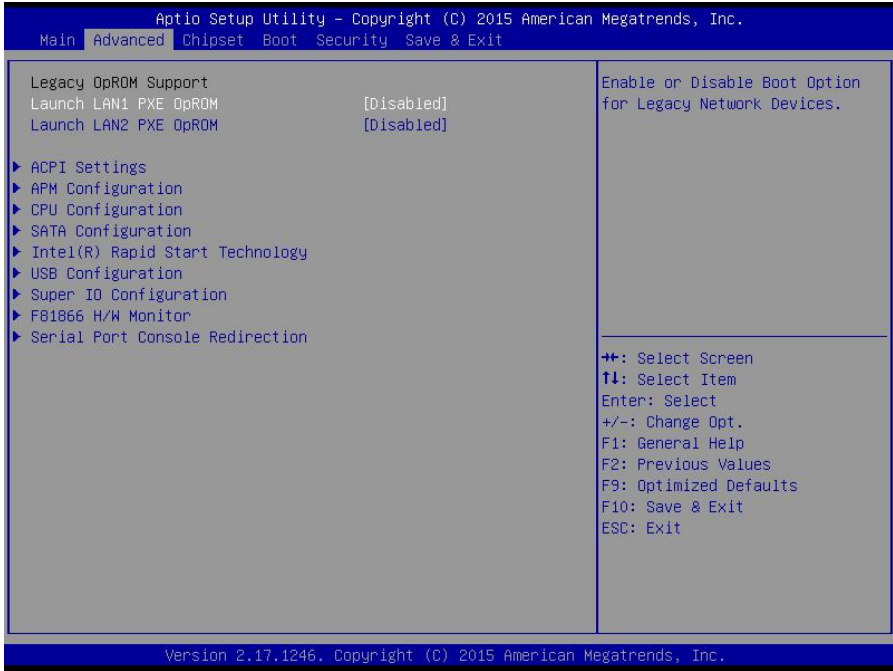 Aptio Setup Utility – Copyright (C) 2015 American Megatrends, Inc.
Main Advanced Chipset Boot Security Save & Exit
Legacy OpROM Support
Launch LAN1 PXE OpROM [Disabled]
Launch LAN2 PXE OpROM [Disabled]
▶ ACPI Settings
▶ APM Configuration
▶ CPU Configuration
▶ SATA Configuration
▶ Intel(R) Rapid Start Technology
▶ USB Configuration
▶ Super IO Configuration
▶ F81866 H/W Monitor
▶ Serial Port Console Redirection
Enable or Disable Boot Option
for Legacy Network Devices.
→←: Select Screen
↑↓: Select Item
Enter: Select
+/-: Change Opt.
F1: General Help
F2: Previous Values
F9: Optimized Defaults
F10: Save & Exit
ESC: Exit
Version 2.17.1246. Copyright (C) 2015 American Megatrends, Inc.